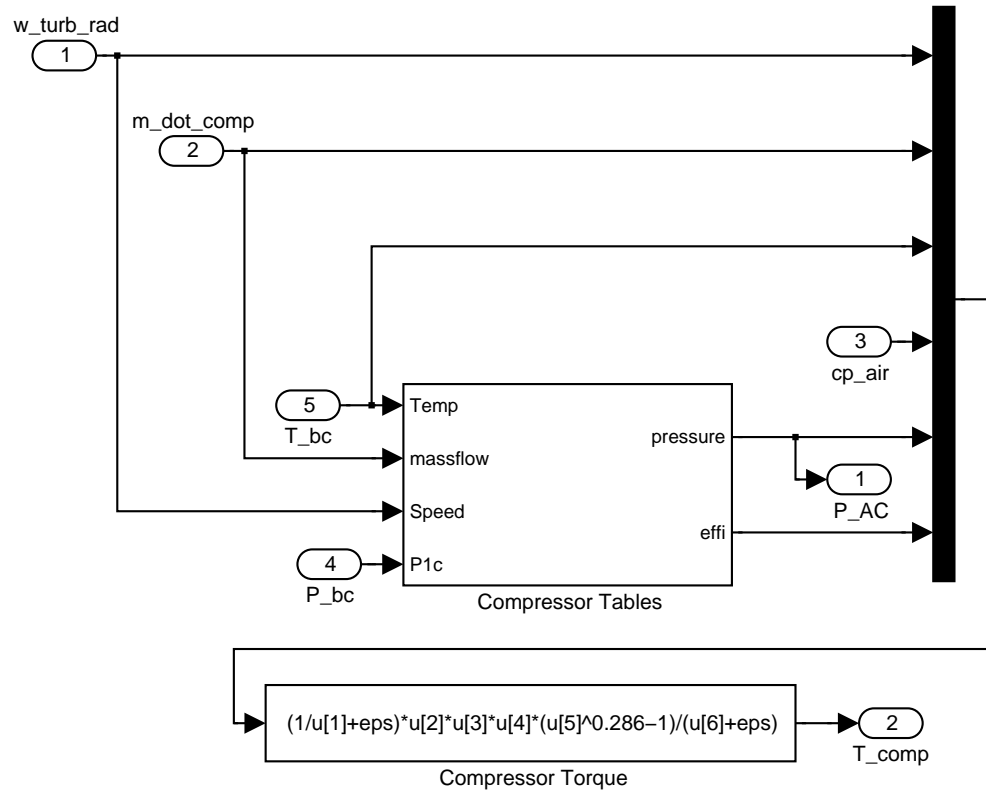 w_turb_rad
1
m_dot_comp
2
3
cp_air
5
T_bc
Temp
massflow
Speed
P1c
pressure
effi
1
P_AC
4
P_bc
Compressor Tables
(1/u[1]+eps)*u[2]*u[3]*u[4]*(u[5]^0.286−1)/(u[6]+eps)
2
T_comp
Compressor Torque